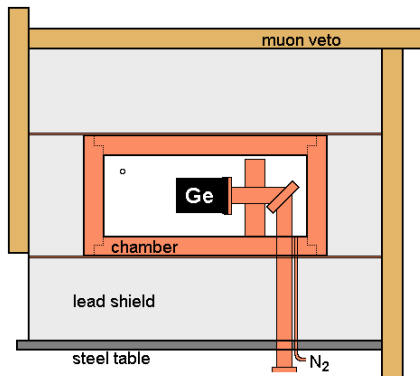 muon veto
Ge
chamber
lead shield
steel table
N₂